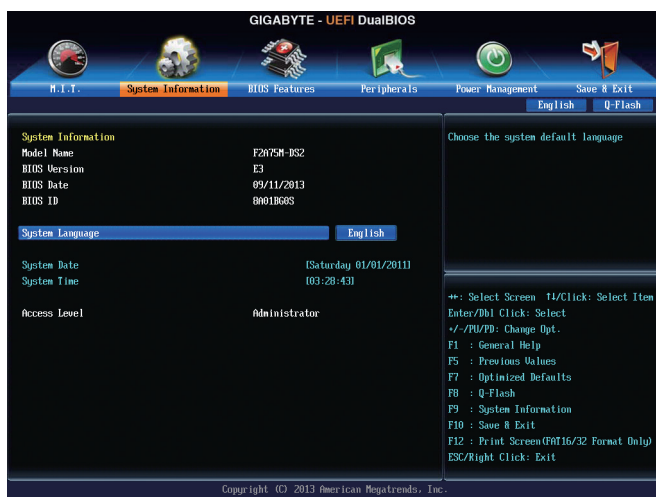 GIGABYTE - UEFI DualBIOS
M.I.T. System Information BIOS Features Peripherals Power Management Save & Exit
English Q-Flash
System Information
Model Name F2A75M-DS2
BIOS Version E3
BIOS Date 09/11/2013
BIOS ID 8A01BG0S
System Language English
System Date [Saturday 01/01/2011]
System Time [03:28:43]
Access Level Administrator
Choose the system default language
→←: Select Screen ↑↓/Click: Select Item
Enter/Dbl Click: Select
+/-/PU/PD: Change Opt.
F1 : General Help
F5 : Previous Values
F7 : Optimized Defaults
F8 : Q-Flash
F9 : System Information
F10 : Save & Exit
F12 : Print Screen(FAT16/32 Format Only)
ESC/Right Click: Exit
Copyright (C) 2013 American Megatrends, Inc.